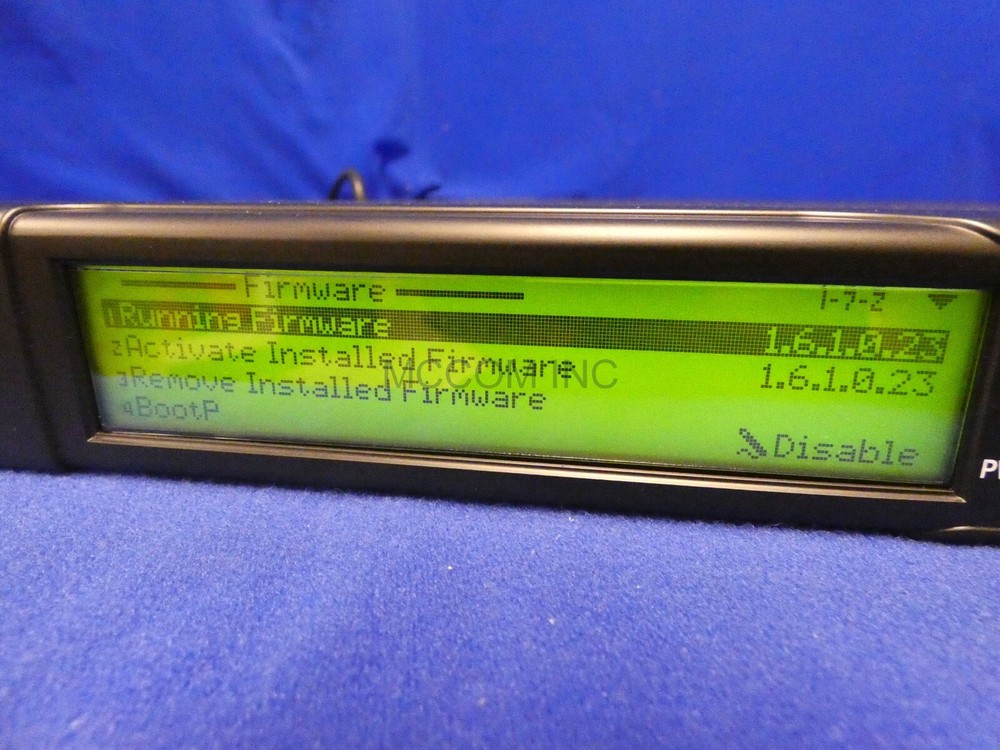 Firmware 1-7-2
1Running Firmware 1.6.1.0.23
2Activate Installed Firmware 1.6.1.0.23
3Remove Installed Firmware
4BootP Disable
MCCOM INC